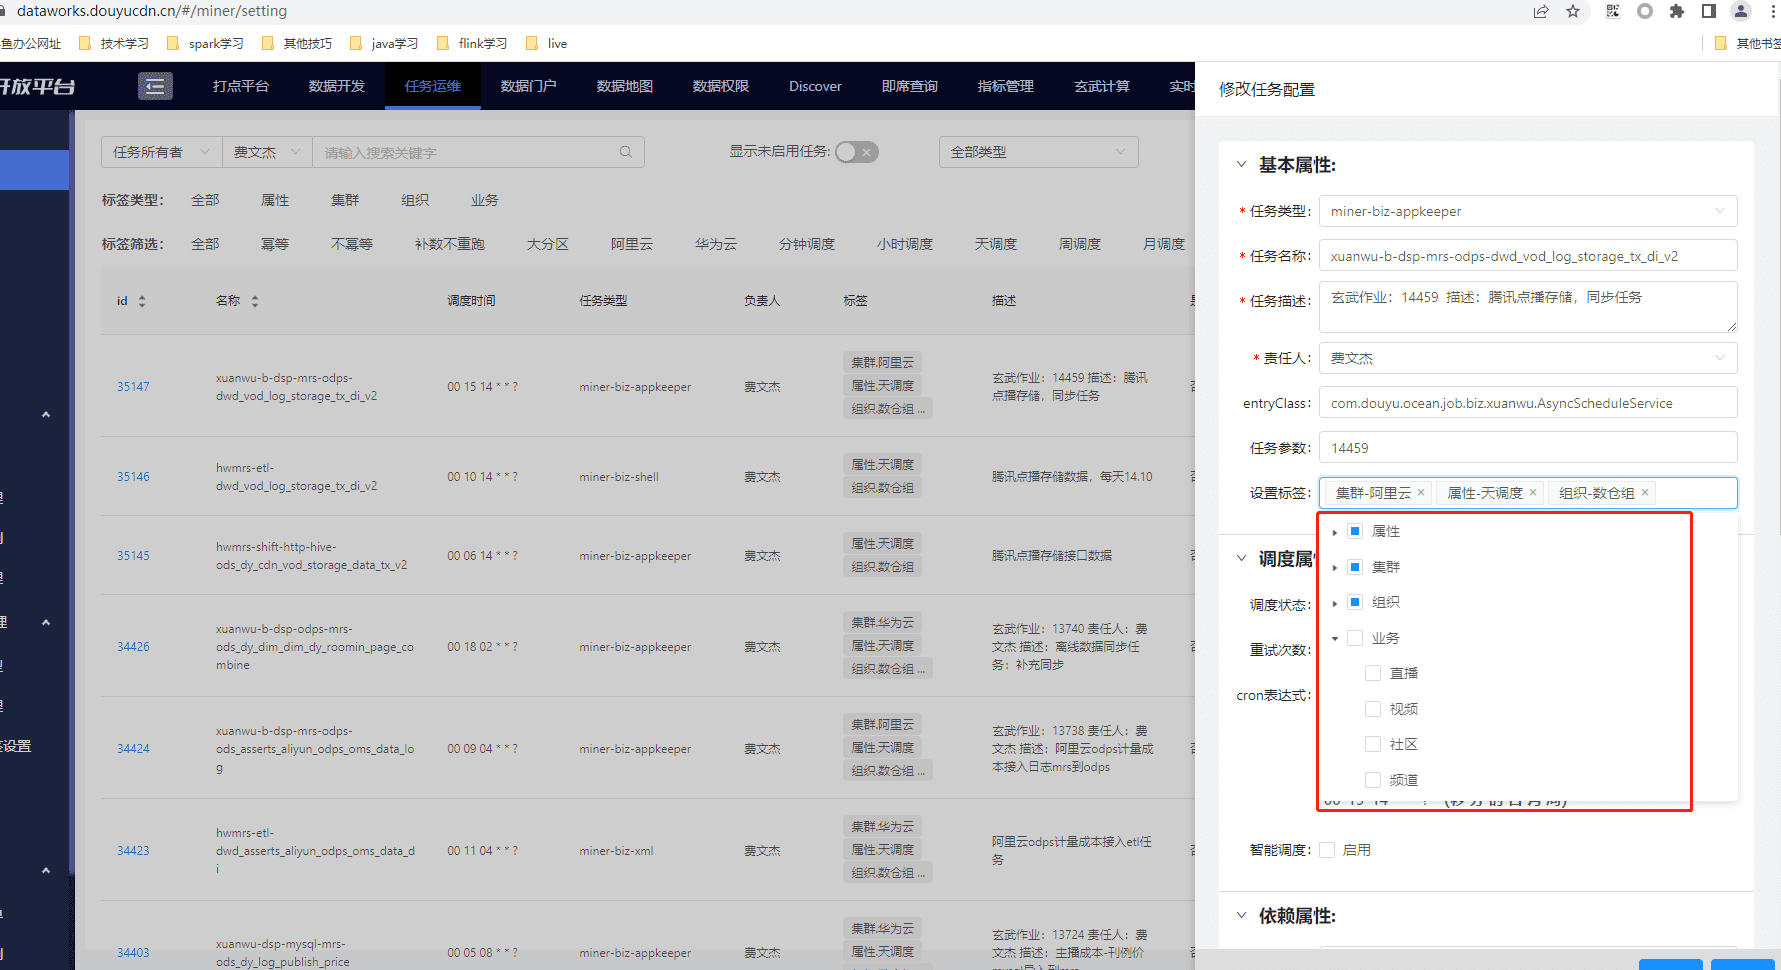 dataworks.douyucdn.cn/#/miner/setting
鱼办公网址 技术学习 spark学习 其他技巧 java学习 flink学习 live 其他书签
开放平台 打点平台 数据开发 任务运维 数据门户 数据地图 数据权限 Discover 即席查询 指标管理 玄武计算 实时
任务所有者 费文杰 请输入搜索关键字 显示未启用任务: 全部类型
标签类型: 全部 属性 集群 组织 业务
标签筛选: 全部 幂等 不幂等 补数不重跑 大分区 阿里云 华为云 分钟调度 小时调度 天调度 周调度 月调度
id 名称 调度时间 任务类型 负责人 标签 描述
35147 xuanwu-b-dsp-mrs-odps-
dwd_vod_log_storage_tx_di_v2 00 15 14 * * ? miner-biz-appkeeper 费文杰 集群.阿里云
属性.天调度
组织.数仓组 ... 玄武作业：14459 描述：腾讯
点播存储，同步任务
35146 hwmrs-etl-
dwd_vod_log_storage_tx_di_v2 00 10 14 * * ? miner-biz-shell 费文杰 属性.天调度
组织.数仓组 腾讯点播存储数据，每天14.10
35145 hwmrs-shift-http-hive-
ods_dy_cdn_vod_storage_data_tx_v2 00 06 14 * * ? miner-biz-appkeeper 费文杰 属性.天调度
组织.数仓组 腾讯点播存储接口数据
34426 xuanwu-b-dsp-odps-mrs-
ods_dy_dim_dim_dy_roomin_page_co
mbine 00 18 02 * * ? miner-biz-appkeeper 费文杰 集群.华为云
属性.天调度
组织.数仓组 ... 玄武作业：13740 责任人：费
文杰 描述：离线数据同步任
务：补充同步
34424 xuanwu-b-dsp-mrs-odps-
ods_asserts_aliyun_odps_oms_data_lo
g 00 09 04 * * ? miner-biz-appkeeper 费文杰 集群.阿里云
属性.天调度
组织.数仓组 ... 玄武作业：13738 责任人：费
文杰 描述：阿里云odps计量成
本接入日志mrs到odps
34423 hwmrs-etl-
dwd_asserts_aliyun_odps_oms_data_d
i 00 11 04 * * ? miner-biz-xml 费文杰 集群.华为云
属性.天调度
组织.数仓组 ... 阿里云odps计量成本接入etl任
务
34403 xuanwu-dsp-mysql-mrs-
ods_dy_log_publish_price 00 05 08 * * ? miner-biz-appkeeper 费文杰 集群.华为云
属性.天调度 玄武作业：13724 责任人：费
文杰 描述：主播成本-刊例价
签设置
修改任务配置
基本属性:
* 任务类型: miner-biz-appkeeper
* 任务名称: xuanwu-b-dsp-mrs-odps-dwd_vod_log_storage_tx_di_v2
* 任务描述: 玄武作业：14459 描述：腾讯点播存储，同步任务
* 责任人: 费文杰
entryClass: com.douyu.ocean.job.biz.xuanwu.AsyncScheduleService
任务参数: 14459
设置标签: 集群-阿里云 × 属性-天调度 × 组织-数仓组 ×
属性
集群
组织
业务
直播
视频
社区
频道
调度属
调度状态:
重试次数:
cron表达式:
智能调度: 启用
依赖属性: